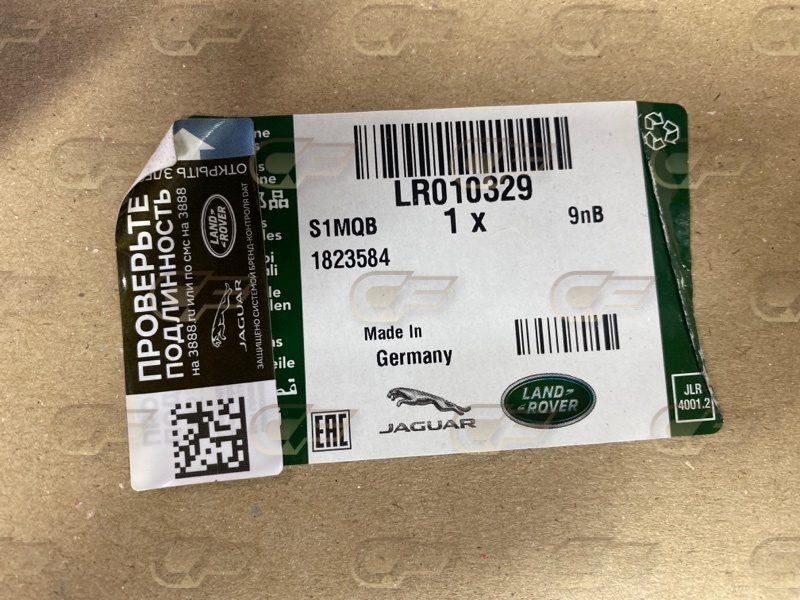 LR010329
1 x
S1MQB
9nB
1823584
Made In
Germany
JAGUAR
LAND-
-ROVER
EAC
JLR
4001.2
ПРОВЕРЬТЕ
ПОДЛИННОСТЬ
на 3888.ru или по смс на 3888
LAND-
-ROVER
JAGUAR
ЗАЩИЩЕНО СИСТЕМОЙ БРЕНД-КОНТРОЛЯ DAT
ОТКРЫТЬ
CF